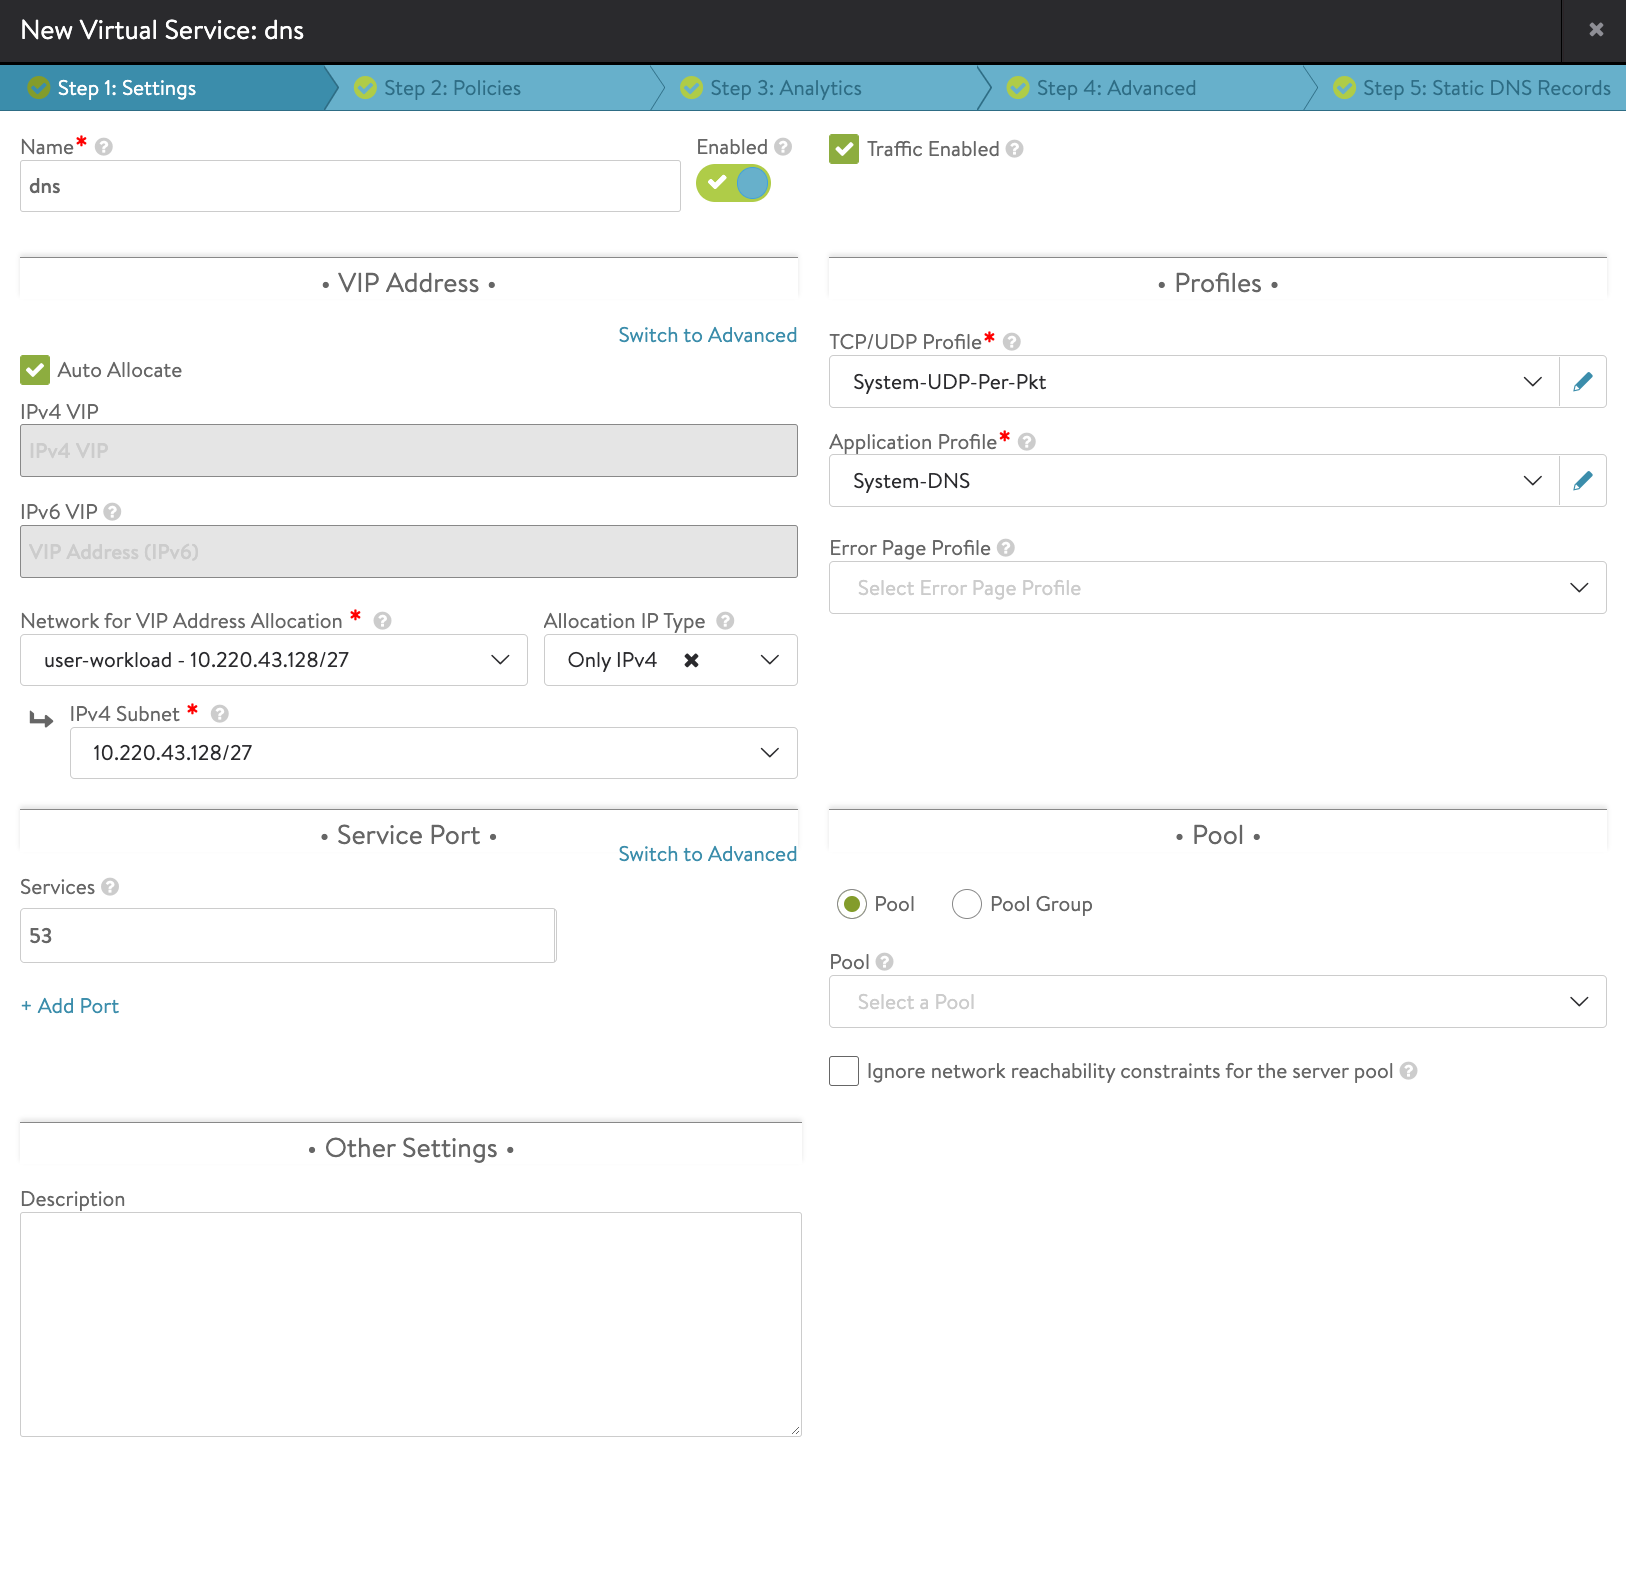 New Virtual Service: dns
Step 1: Settings
Step 2: Policies
Step 3: Analytics
Step 4: Advanced
Step 5: Static DNS Records
Name* ?
dns
Enabled ?
Traffic Enabled ?
• VIP Address •
Switch to Advanced
Auto Allocate
IPv4 VIP
IPv4 VIP
IPv6 VIP ?
VIP Address (IPv6)
Network for VIP Address Allocation * ?
user-workload - 10.220.43.128/27
Allocation IP Type ?
Only IPv4
IPv4 Subnet * ?
10.220.43.128/27
• Profiles •
TCP/UDP Profile* ?
System-UDP-Per-Pkt
Application Profile* ?
System-DNS
Error Page Profile ?
Select Error Page Profile
• Service Port •
Switch to Advanced
Services ?
53
+ Add Port
• Pool •
Pool
Pool Group
Pool ?
Select a Pool
Ignore network reachability constraints for the server pool ?
• Other Settings •
Description